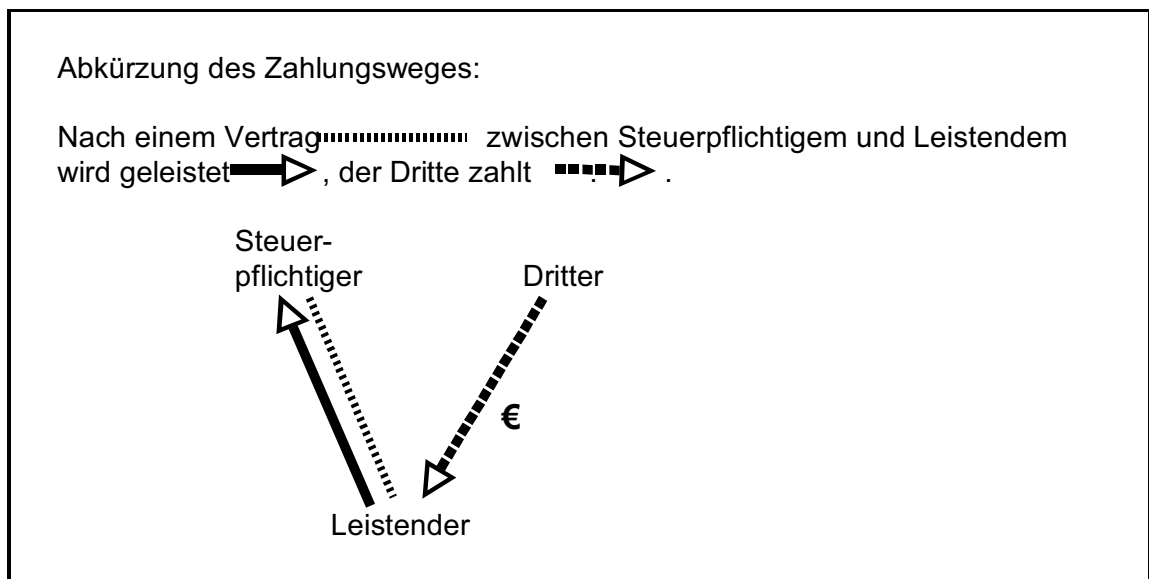 Abkürzung des Zahlungsweges:
Nach einem Vertrag zwischen Steuerpflichtigem und Leistendem
wird geleistet , der Dritte zahlt .
Steuer-
pflichtiger Dritter
€
Leistender